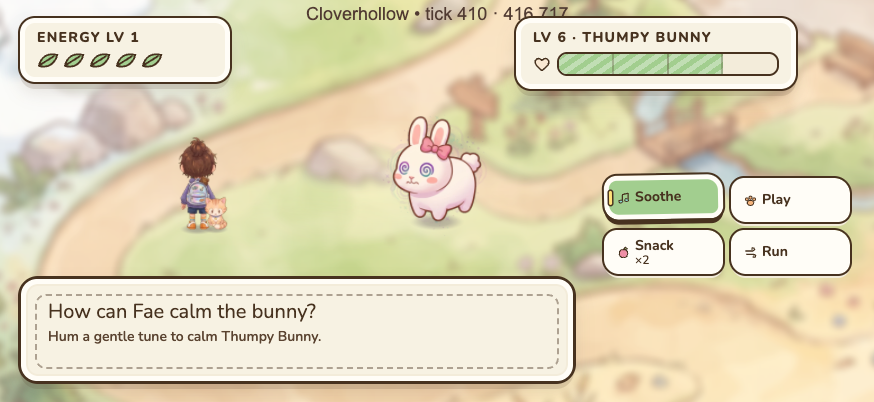 Cloverhollow • tick 410 · 416,717
ENERGY LV 1
LV 6 · THUMPY BUNNY
Soothe
Play
Snack
×2
Run
How can Fae calm the bunny?
Hum a gentle tune to calm Thumpy Bunny.